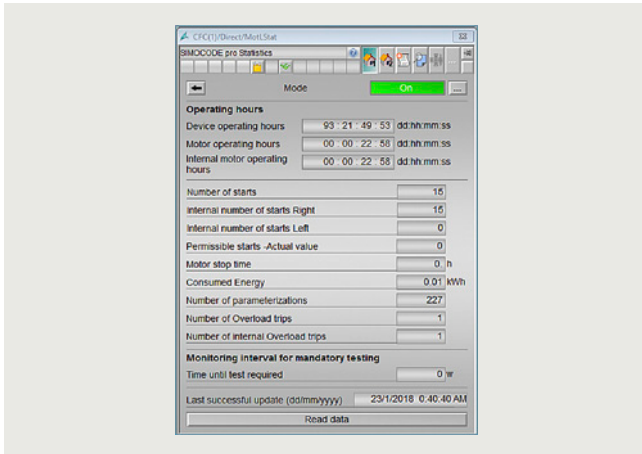 CFC(1)/Direct/MotLStat
SIMOCODE pro Statistics
Mode On ...
Operating hours
Device operating hours 93 : 21 : 49 : 53 dd:hh:mm:ss
Motor operating hours 00 : 00 : 22 : 58 dd:hh:mm:ss
Internal motor operating hours 00 : 00 : 22 : 58 dd:hh:mm:ss
Number of starts 15
Internal number of starts Right 15
Internal number of starts Left 0
Permissible starts -Actual value 0
Motor stop time 0. h
Consumed Energy 0.01 kWh
Number of parameterizations 227
Number of Overload trips 1
Number of internal Overload trips 1
Monitoring interval for mandatory testing
Time until test required 0
Last successful update (dd/mm/yyyy) 23/1/2018 0:40:40 AM
Read data